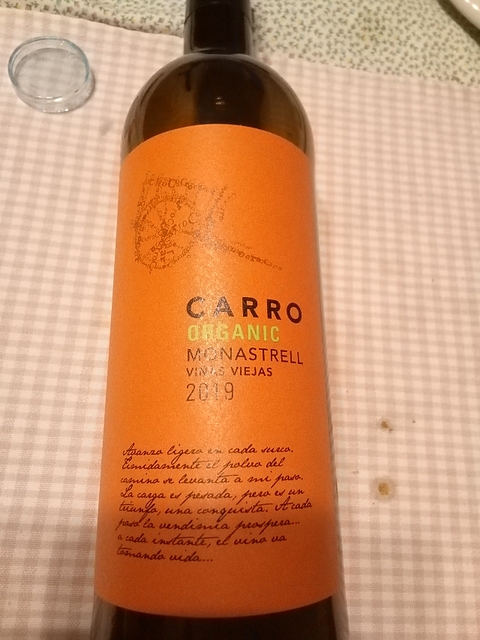 CARRO
ORGANIC
MONASTRELL
VIÑAS VIEJAS
2019
Avanzo ligero en cada surco.
Tímidamente el polvo del
camino se levanta a mi paso.
La carga es pesada, pero es un
triunfo, una conquista. A cada
paso la vendimia prospera...
a cada instante, el vino va
tomando vida...